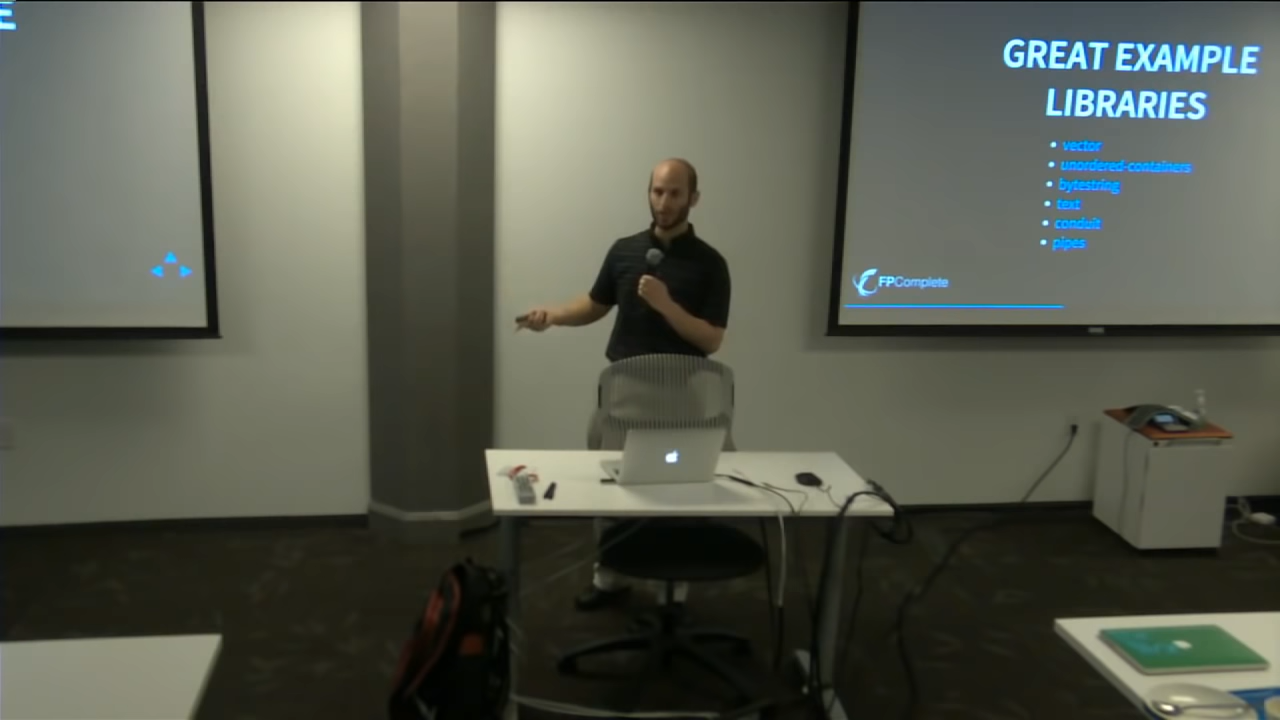 E
GREAT EXAMPLE
LIBRARIES
vector
unordered-containers
bytestring
text
conduit
pipes
FPComplete